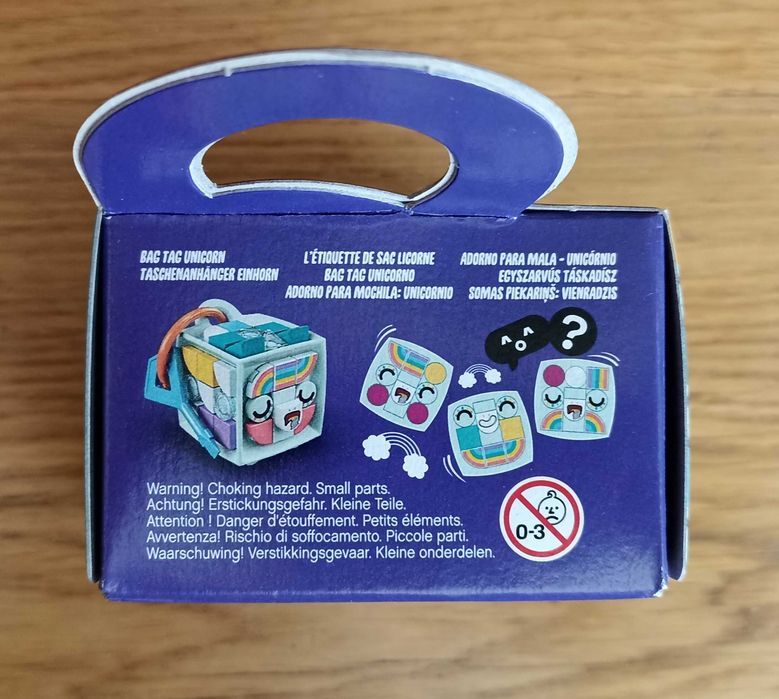 BAG TAG UNICORN
TASCHENANHÄNGER EINHORN
L'ÉTIQUETTE DE SAC LICORNE
BAG TAG UNICORNO
ADORNO PARA MOCHILA: UNICORNIO
ADORNO PARA MALA - UNICÓRNIO
EGYSZARVÚS TÁSKADÍSZ
SOMAS PIEKARIŅŠ: VIENRADZIS
?
Warning! Choking hazard. Small parts.
Achtung! Erstickungsgefahr. Kleine Teile.
Attention ! Danger d'étouffement. Petits éléments.
Avvertenza! Rischio di soffocamento. Piccole parti.
Waarschuwing! Verstikkingsgevaar. Kleine onderdelen.
0-3